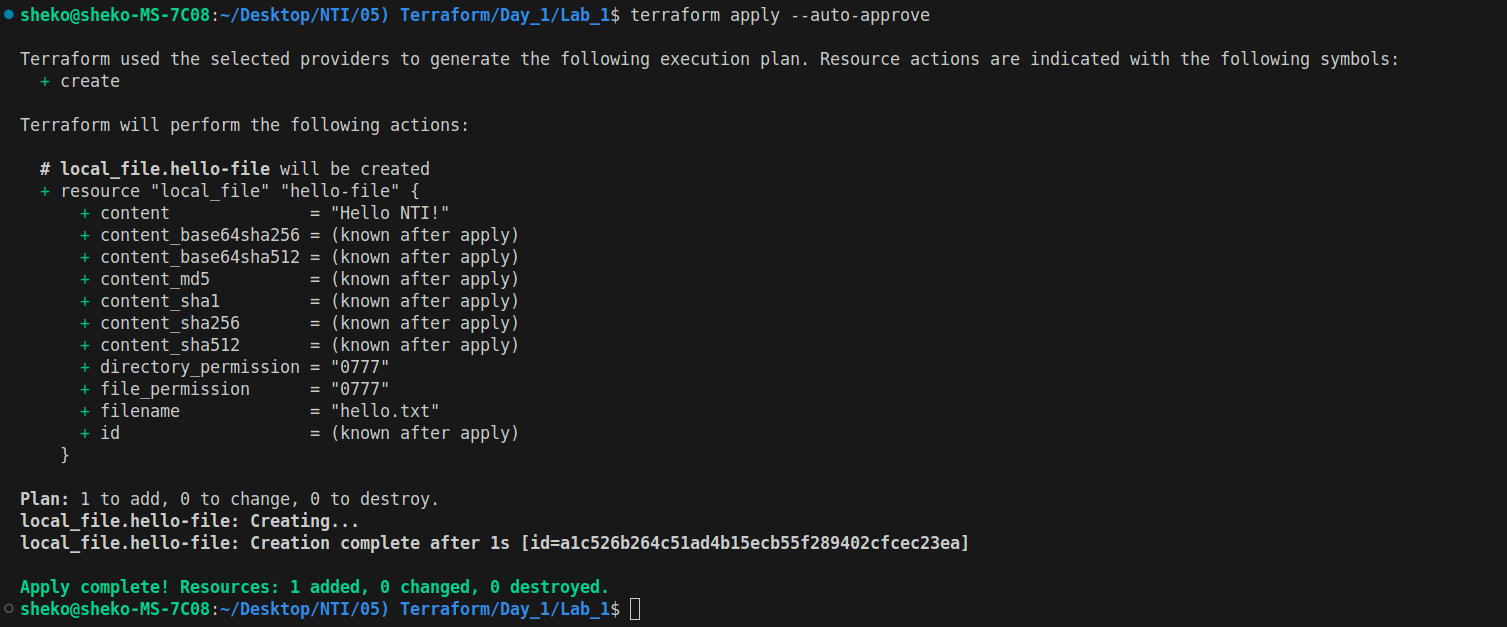 sheko@sheko-MS-7C08:~/Desktop/NTI/05) Terraform/Day_1/Lab_1$ terraform apply --auto-approve
Terraform used the selected providers to generate the following execution plan. Resource actions are indicated with the following symbols:
  + create
Terraform will perform the following actions:
  # local_file.hello-file will be created
  + resource "local_file" "hello-file" {
      + content              = "Hello NTI!"
      + content_base64sha256 = (known after apply)
      + content_base64sha512 = (known after apply)
      + content_md5          = (known after apply)
      + content_sha1         = (known after apply)
      + content_sha256       = (known after apply)
      + content_sha512       = (known after apply)
      + directory_permission = "0777"
      + file_permission      = "0777"
      + filename             = "hello.txt"
      + id                   = (known after apply)
    }
Plan: 1 to add, 0 to change, 0 to destroy.
local_file.hello-file: Creating...
local_file.hello-file: Creation complete after 1s [id=a1c526b264c51ad4b15ecb55f289402cfcec23ea]
Apply complete! Resources: 1 added, 0 changed, 0 destroyed.
sheko@sheko-MS-7C08:~/Desktop/NTI/05) Terraform/Day_1/Lab_1$